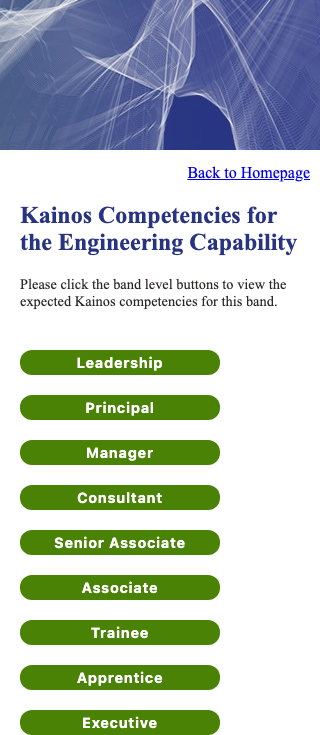 Back to Homepage
Kainos Competencies for
the Engineering Capability
Please click the band level buttons to view the
expected Kainos competencies for this band.
Leadership
Principal
Manager
Consultant
Senior Associate
Associate
Trainee
Apprentice
Executive